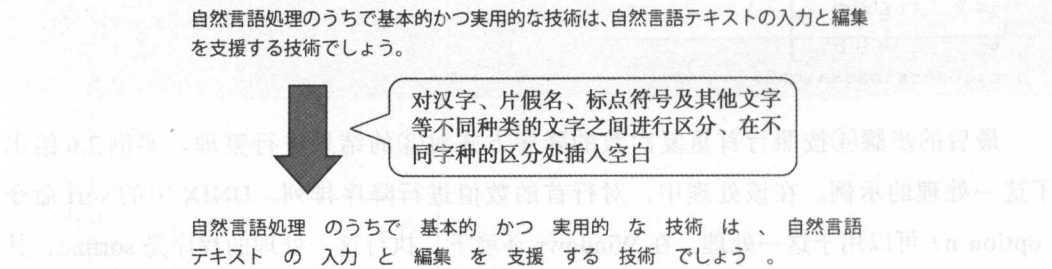 自然言語処理のうちで基本的かつ実用的な技術は、自然言語テキストの入力と編集
を支援する技術でしょう。
对汉字、片假名、标点符号及其他文字
等不同种类的文字之间进行区分，在不
同字种的区分处插入空白
自然言語処理 のうちで 基本的 かつ 実用的 な 技術 は 、 自然言語
テキスト の 入力 と 編集 を 支援 する 技術 でしょう 。